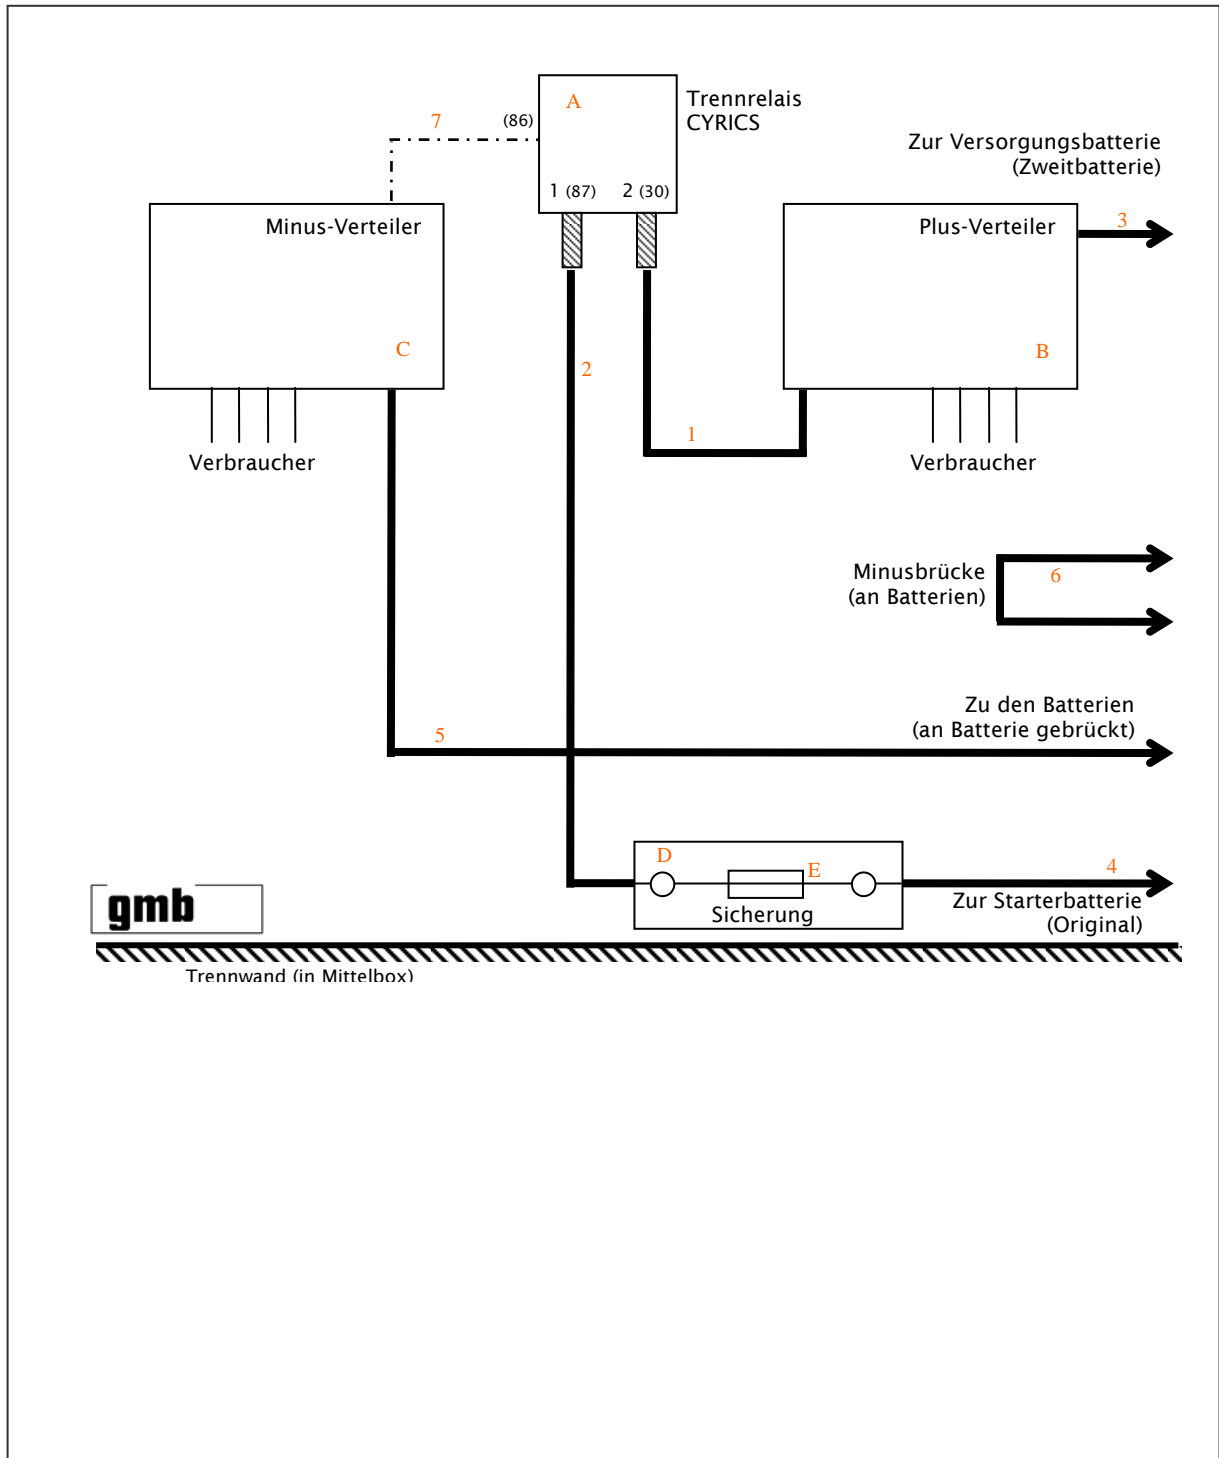 A
Trennrelais
CYRICS
7
(86)
1 (87)
2 (30)
Zur Versorgungsbatterie
(Zweitbatterie)
3
Minus-Verteiler
C
Verbraucher
Plus-Verteiler
B
Verbraucher
2
1
Minusbrücke
(an Batterien)
6
Zu den Batterien
(an Batterie gebrückt)
5
D
E
Sicherung
4
Zur Starterbatterie
(Original)
gmb
Trennwand (in Mittelbox)